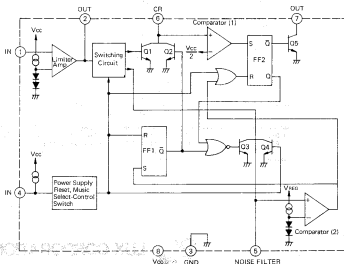 OUT
CR
OUT
2
6
7
Comparator (1)
IN
1
Vcc
Limiter
Amp
Switching
Circuit
Q1
Q2
Vcc
2
S
Q
FF2
R
Q
Q5
R
FF1
S
Q
Q3
Q4
Vcc
IN
4
Power Supply
Reset, Music
Select-Control
Switch
VREG
Comparator (2)
8
3
5
Vcc
GND
NOISE FILTER